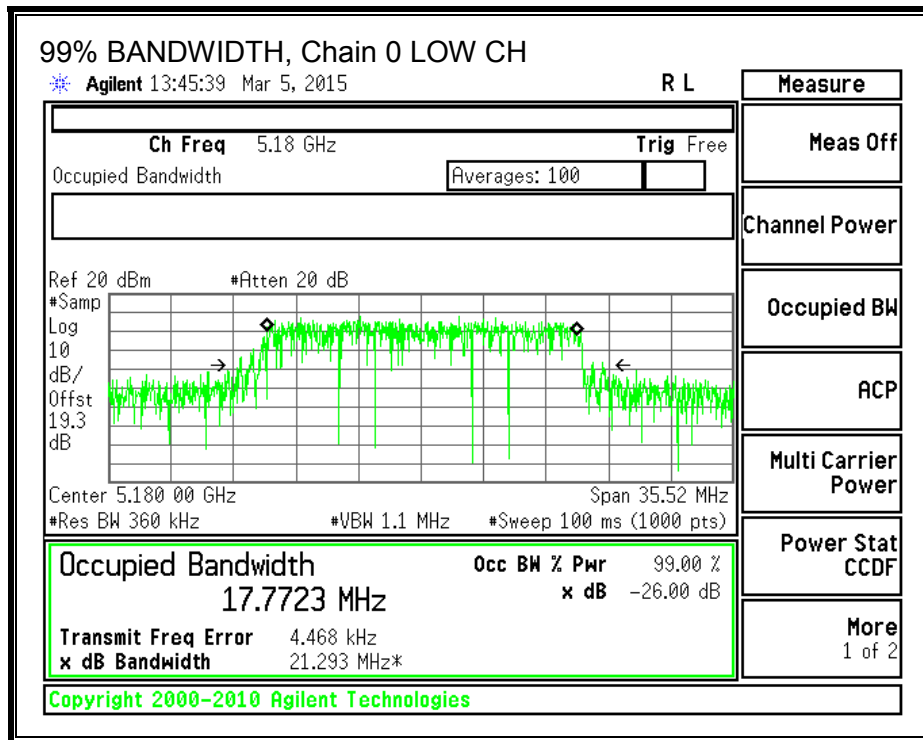 99% BANDWIDTH, Chain 0 LOW CH
Agilent 13:45:39 Mar 5, 2015 R L
Measure
Meas Off
Channel Power
Occupied BW
ACP
Multi Carrier
Power
Power Stat
CCDF
More
1 of 2
Ch Freq 5.18 GHz Trig Free
Occupied Bandwidth Averages: 100
Ref 20 dBm #Atten 20 dB
#Samp
Log
10
dB/
Offst
19.3
dB
Center 5.180 00 GHz Span 35.52 MHz
#Res BW 360 kHz #VBW 1.1 MHz #Sweep 100 ms (1000 pts)
Occupied Bandwidth Occ BW % Pwr 99.00 %
17.7723 MHz x dB -26.00 dB
Transmit Freq Error 4.468 kHz
x dB Bandwidth 21.293 MHz*
Copyright 2000-2010 Agilent Technologies